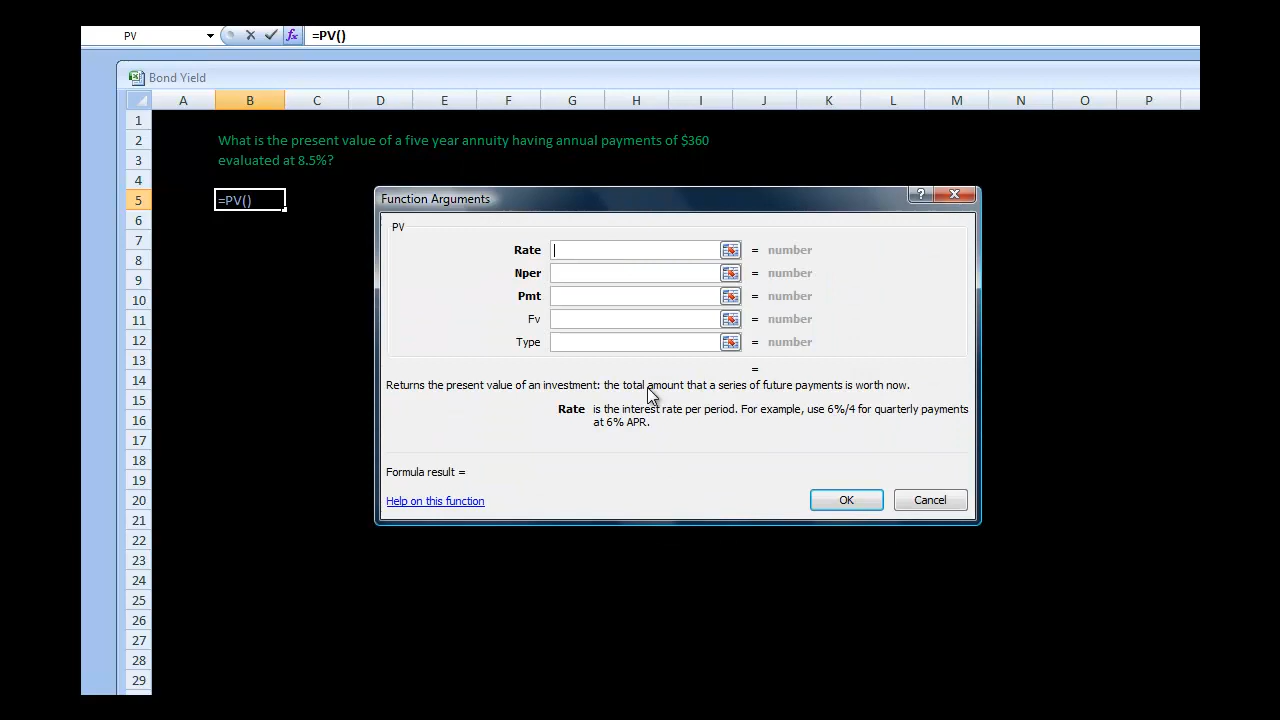 PV fx =PV()
Bond Yield
A B C D E F G H I J K L M N O P
1
2 What is the present value of a five year annuity having annual payments of $360
3 evaluated at 8.5%?
4
5 =PV()
Function Arguments ?
6
PV
7
Rate = number
8
Nper = number
9
Pmt = number
10
Fv = number
11
Type = number
12
13
=
14
Returns the present value of an investment: the total amount that a series of future payments is worth now.
15
Rate is the interest rate per period. For example, use 6%/4 for quarterly payments
at 6% APR.
16
17
18
Formula result =
19
Help on this function OK Cancel
20
21
22
23
24
25
26
27
28
29